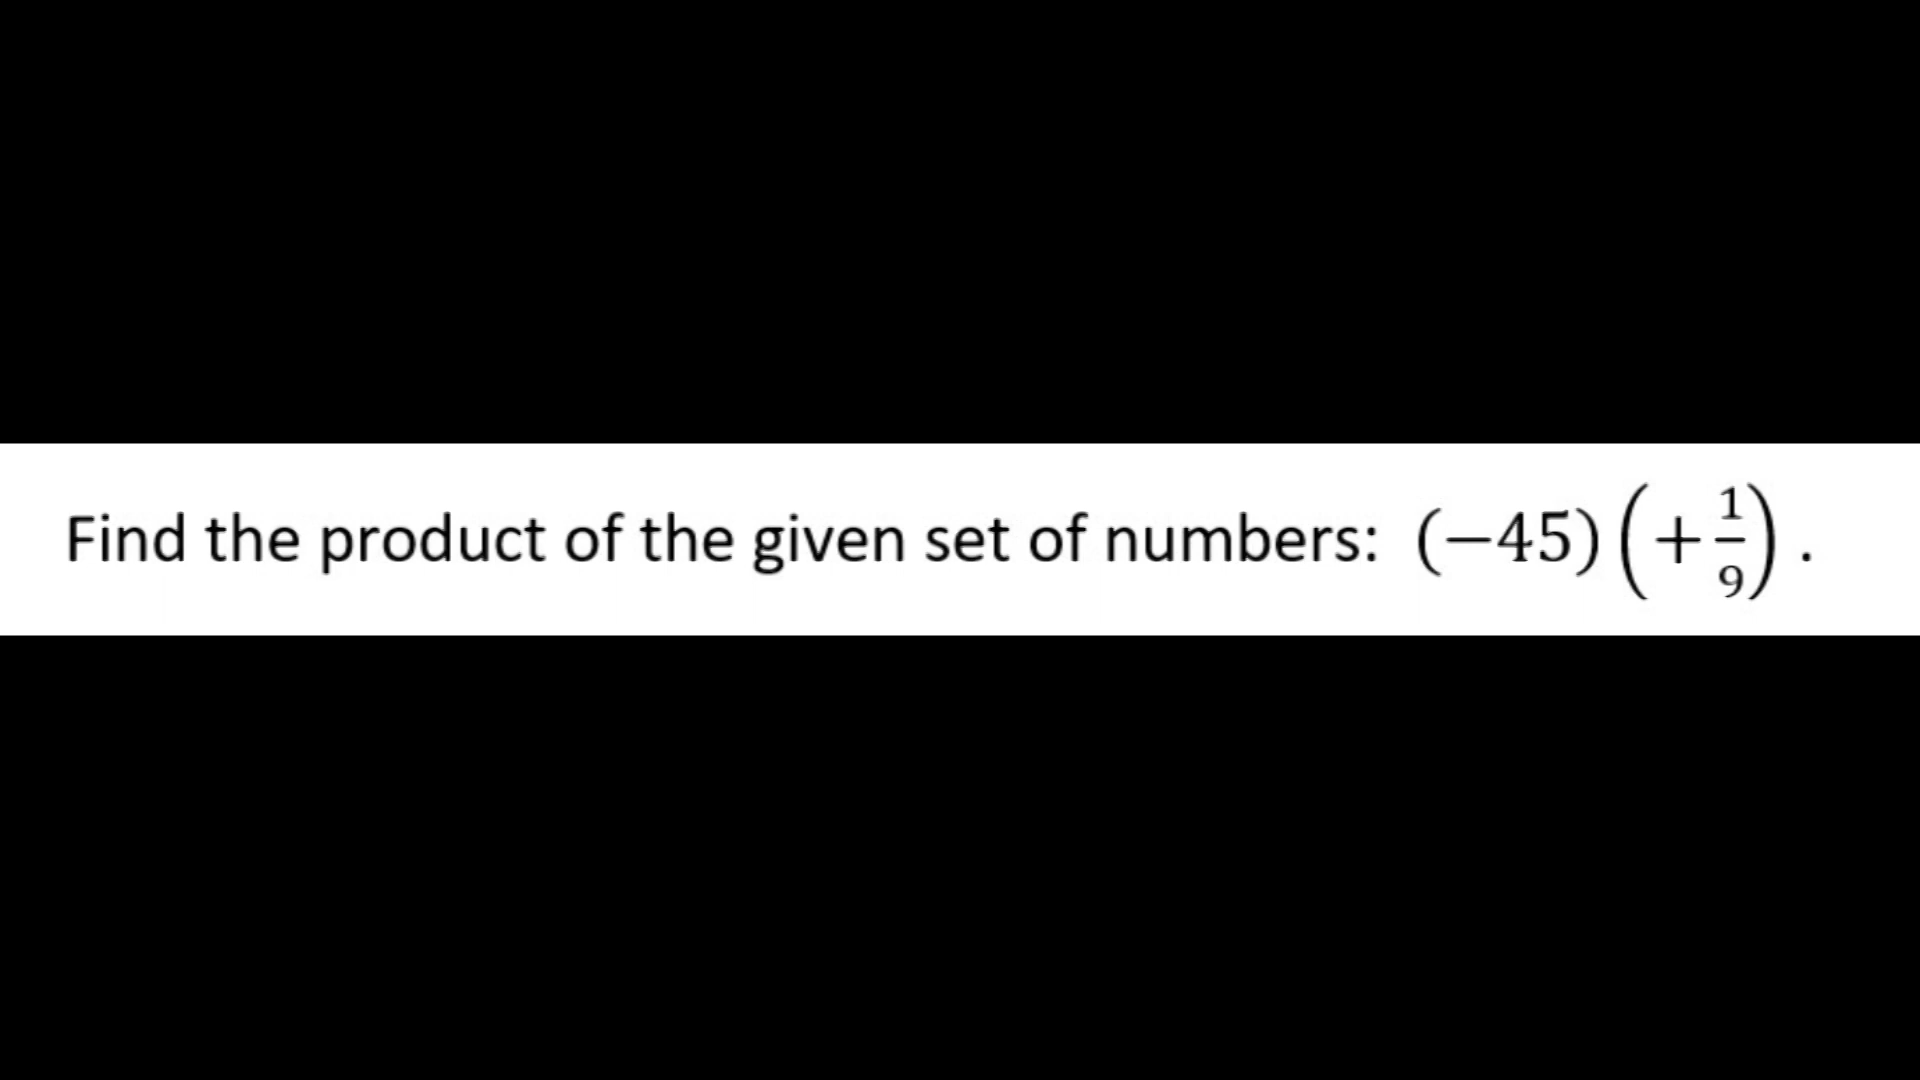 Find the product of the given set of numbers: (−45)(+1/9).